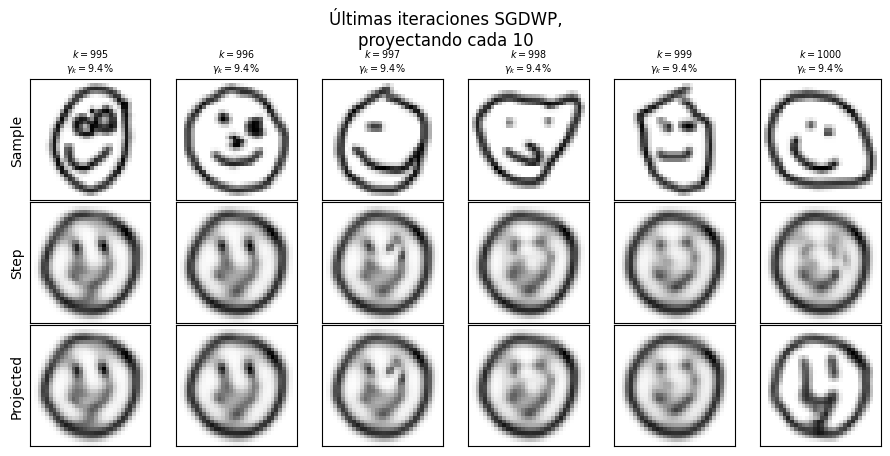 Últimas iteraciones SGDWP,
proyectando cada 10
k = 995
γₖ = 9.4%
k = 996
γₖ = 9.4%
k = 997
γₖ = 9.4%
k = 998
γₖ = 9.4%
k = 999
γₖ = 9.4%
k = 1000
γₖ = 9.4%
Sample
Step
Projected